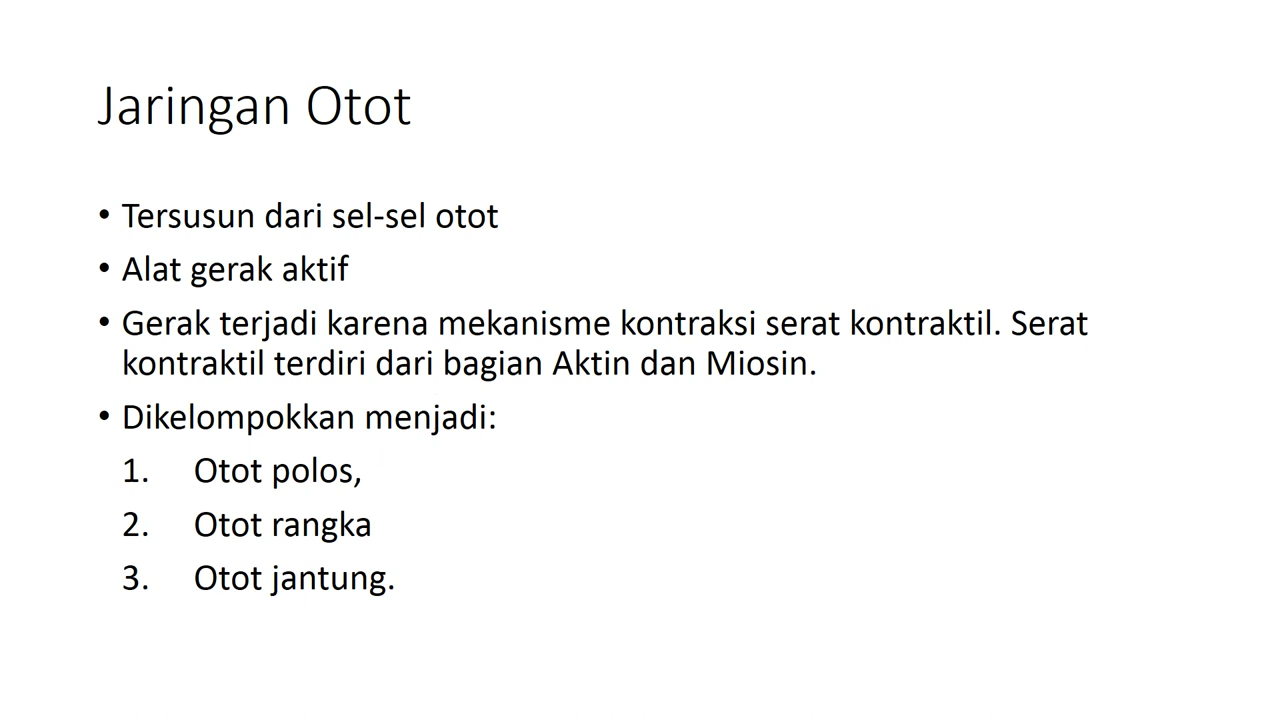 Jaringan Otot
• Tersusun dari sel-sel otot
• Alat gerak aktif
• Gerak terjadi karena mekanisme kontraksi serat kontraktil. Serat
kontraktil terdiri dari bagian Aktin dan Miosin.
• Dikelompokkan menjadi:
1. Otot polos,
2. Otot rangka
3. Otot jantung.